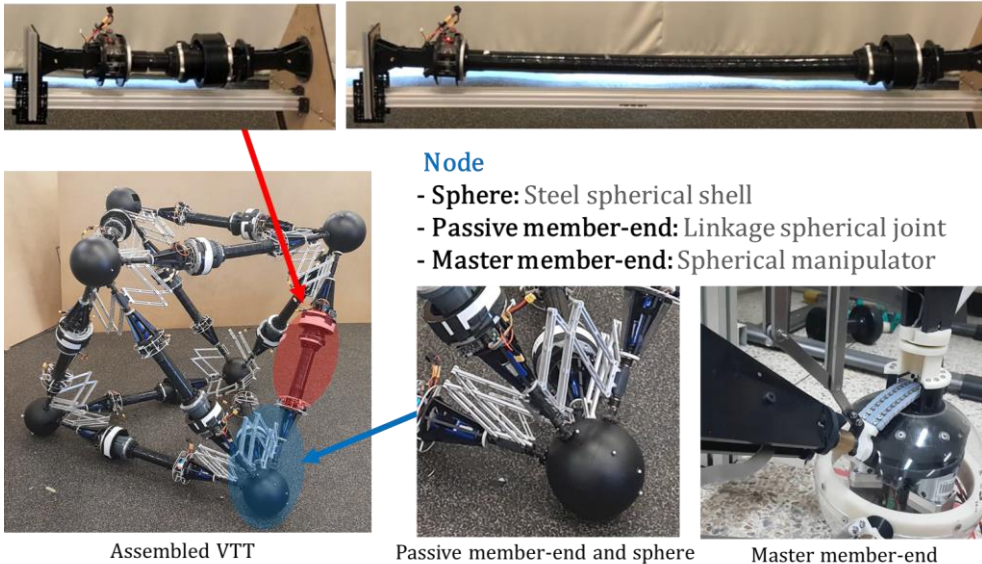 Node
- Sphere: Steel spherical shell
- Passive member-end: Linkage spherical joint
- Master member-end: Spherical manipulator
Assembled VTT
Passive member-end and sphere
Master member-end